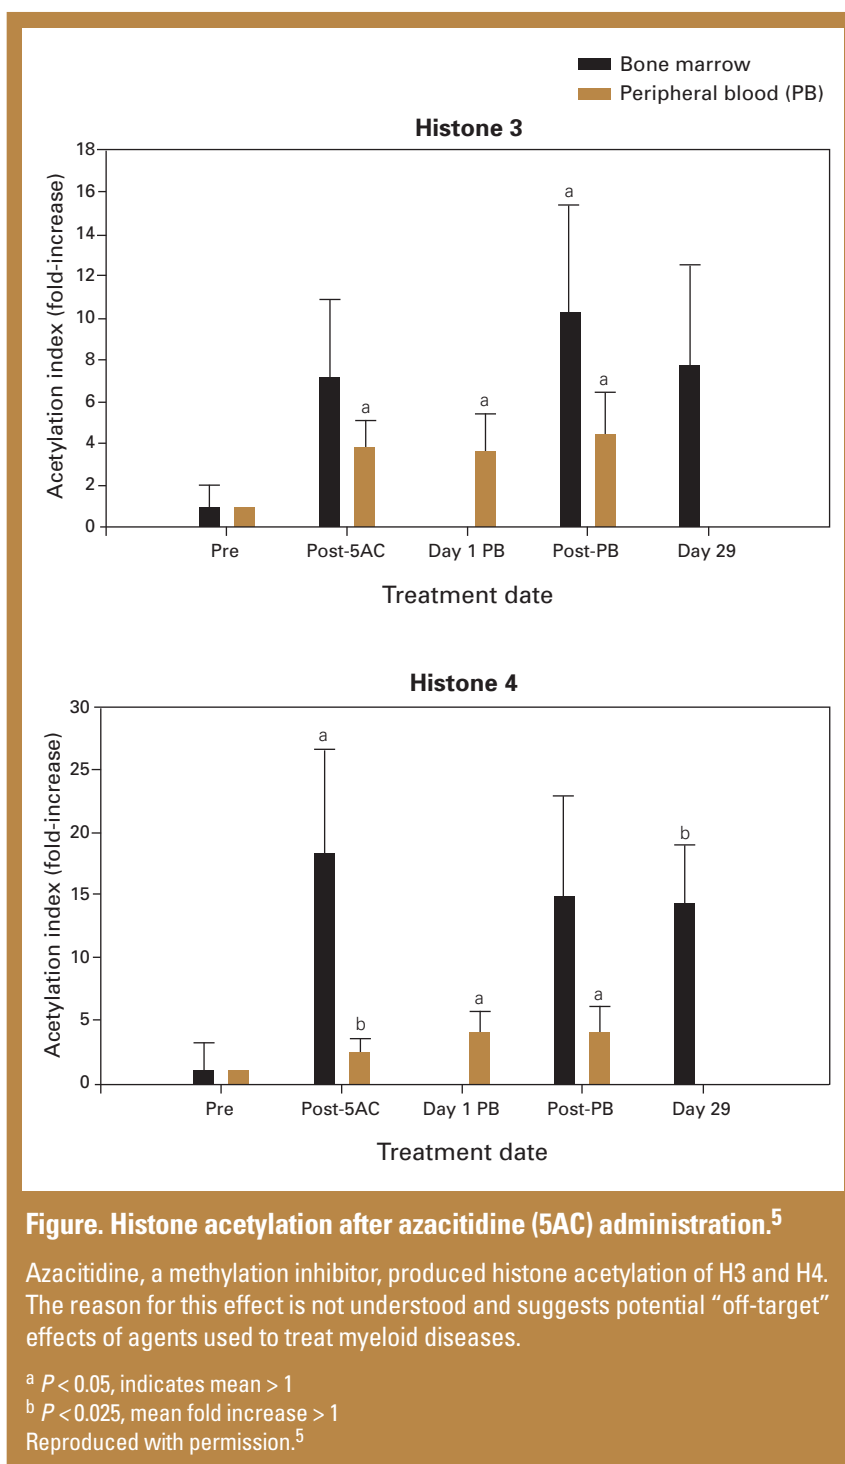 Bone marrow
Peripheral blood (PB)
Histone 3
Acetylation index (fold-increase)
18
16
14
12
10
8
6
4
2
0
a
a
a
a
Pre Post-5AC Day 1 PB Post-PB Day 29
Treatment date
Histone 4
Acetylation index (fold-increase)
30
25
20
15
10
5
0
a
b
a
a
b
Pre Post-5AC Day 1 PB Post-PB Day 29
Treatment date
Figure. Histone acetylation after azacitidine (5AC) administration.5
Azacitidine, a methylation inhibitor, produced histone acetylation of H3 and H4.
The reason for this effect is not understood and suggests potential “off-target”
effects of agents used to treat myeloid diseases.
a P < 0.05, indicates mean > 1
b P < 0.025, mean fold increase > 1
Reproduced with permission.5